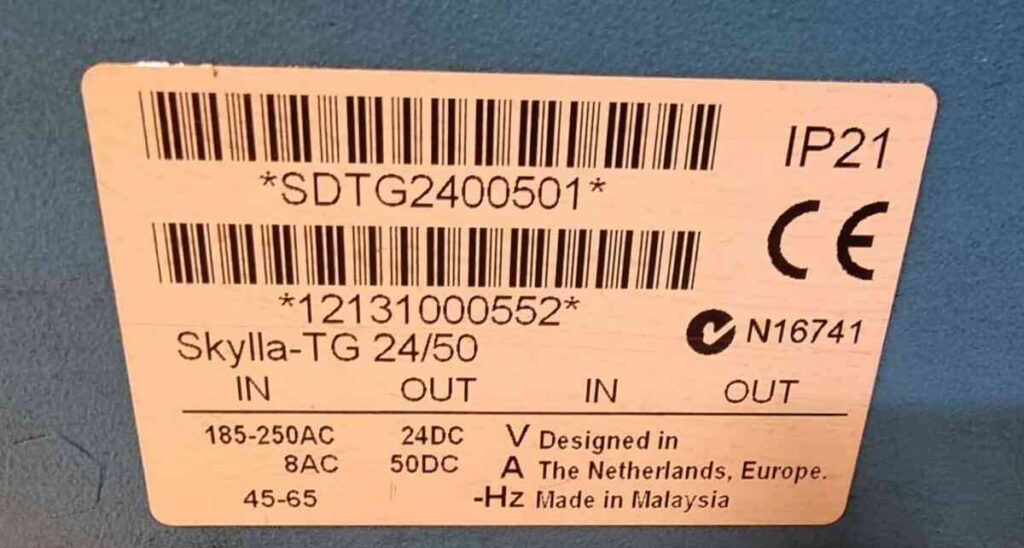 IP21
*SDTG2400501*
CE
*12131000552*
N16741
Skylla-TG 24/50
IN OUT IN OUT
185-250AC 24DC V Designed in
8AC 50DC A The Netherlands, Europe.
45-65 -Hz Made in Malaysia